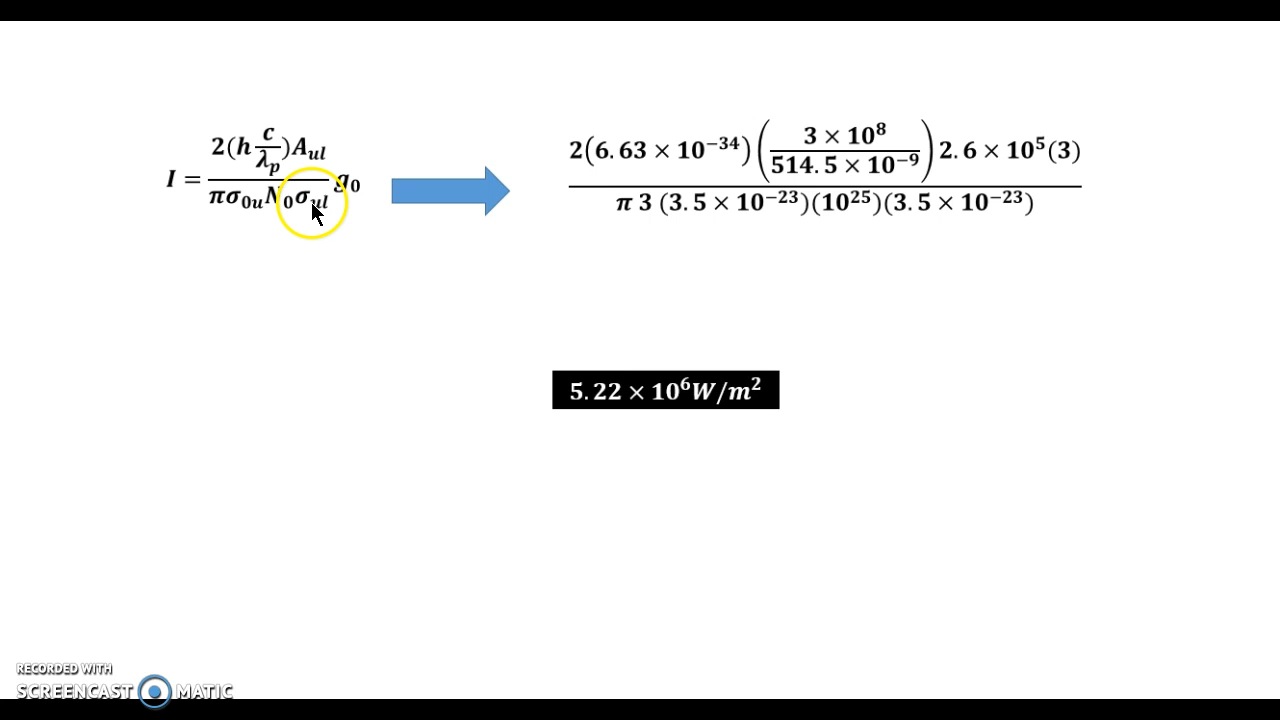 I = 2(h c/λ_p)A_ul / πσ_0u N_0 σ_ul g_0
2(6.63 × 10^−34)(3 × 10^8 / 514.5 × 10^−9) 2.6 × 10^5(3) / π 3 (3.5 × 10^−23)(10^25)(3.5 × 10^−23)
5.22 × 10^6 W/m^2
RECORDED WITH
SCREENCAST MATIC